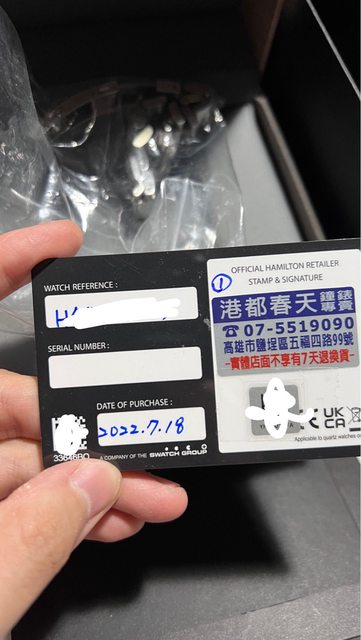 WATCH REFERENCE :
H
SERIAL NUMBER :
DATE OF PURCHASE :
2022.7.18
33646BO
A COMPANY OF THE SWATCH GROUP
OFFICIAL HAMILTON RETAILER
STAMP & SIGNATURE
①
港都春天 鐘錶專賣
☎07-5519090
高雄市鹽埕區五福四路99號
-實體店面不享有7天退換貨-
UK
CA
Applicable to quartz watches